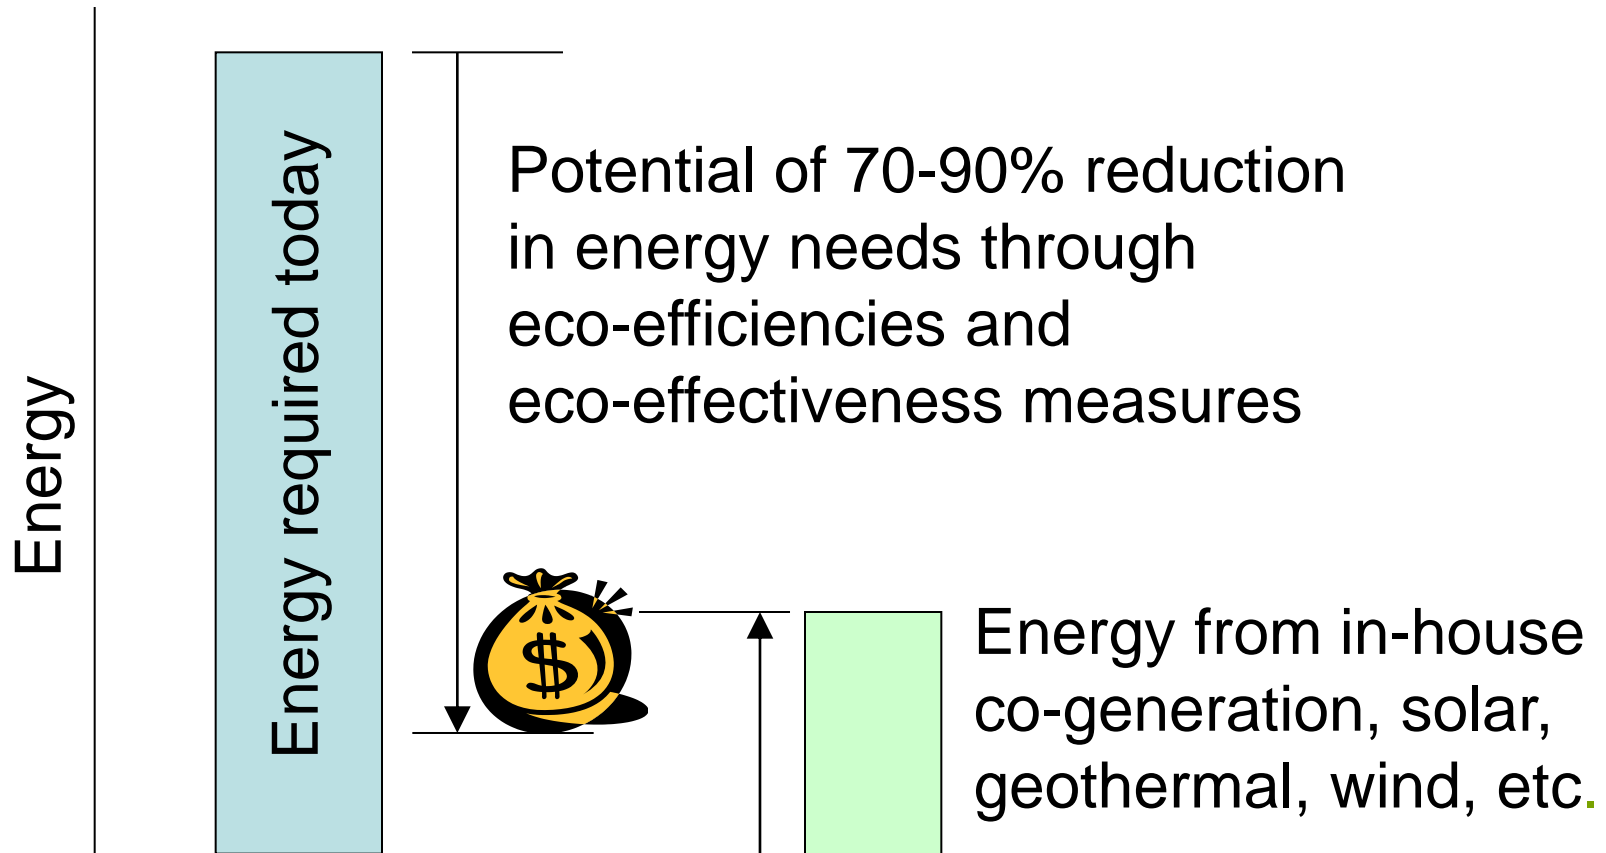 Energy
Energy required today
Potential of 70-90% reduction
in energy needs through
eco-efficiencies and
eco-effectiveness measures
$
Energy from in-house
co-generation, solar,
geothermal, wind, etc.